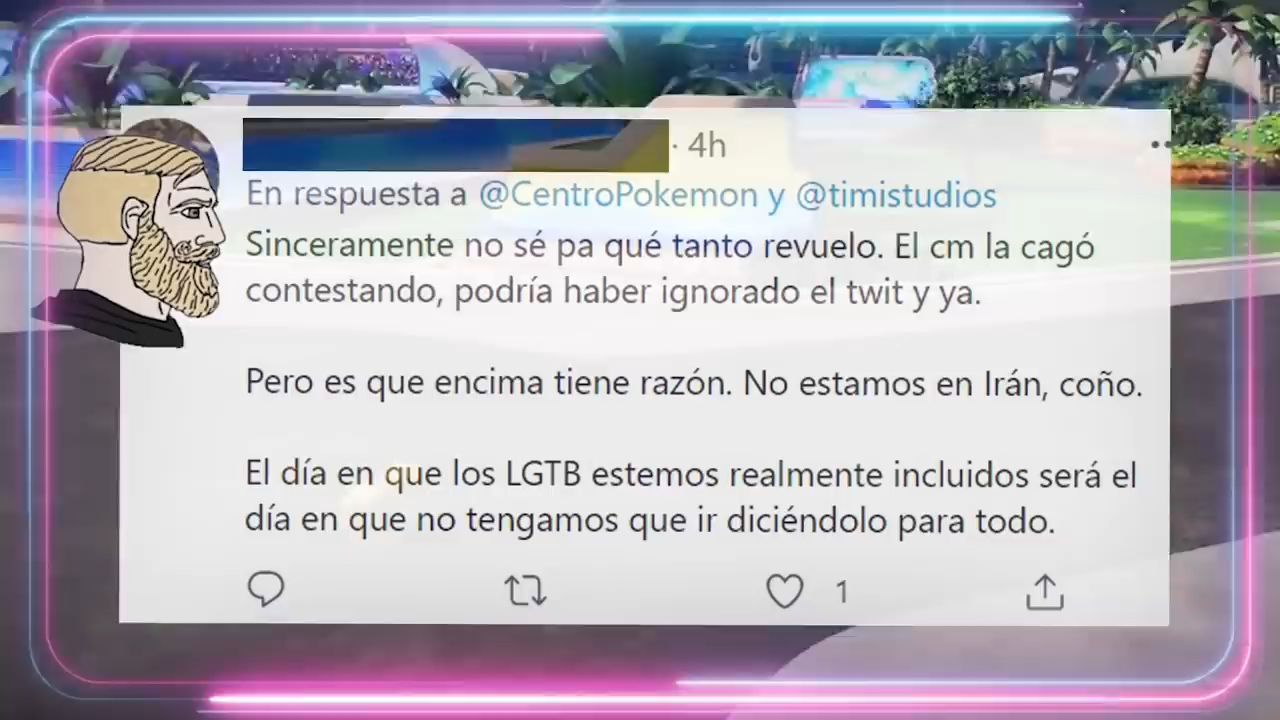 · 4h
En respuesta a @CentroPokemon y @timistudios
Sinceramente no sé pa qué tanto revuelo. El cm la cagó
contestando, podría haber ignorado el twit y ya.
Pero es que encima tiene razón. No estamos en Irán, coño.
El día en que los LGTB estemos realmente incluidos será el
día en que no tengamos que ir diciéndolo para todo.
1